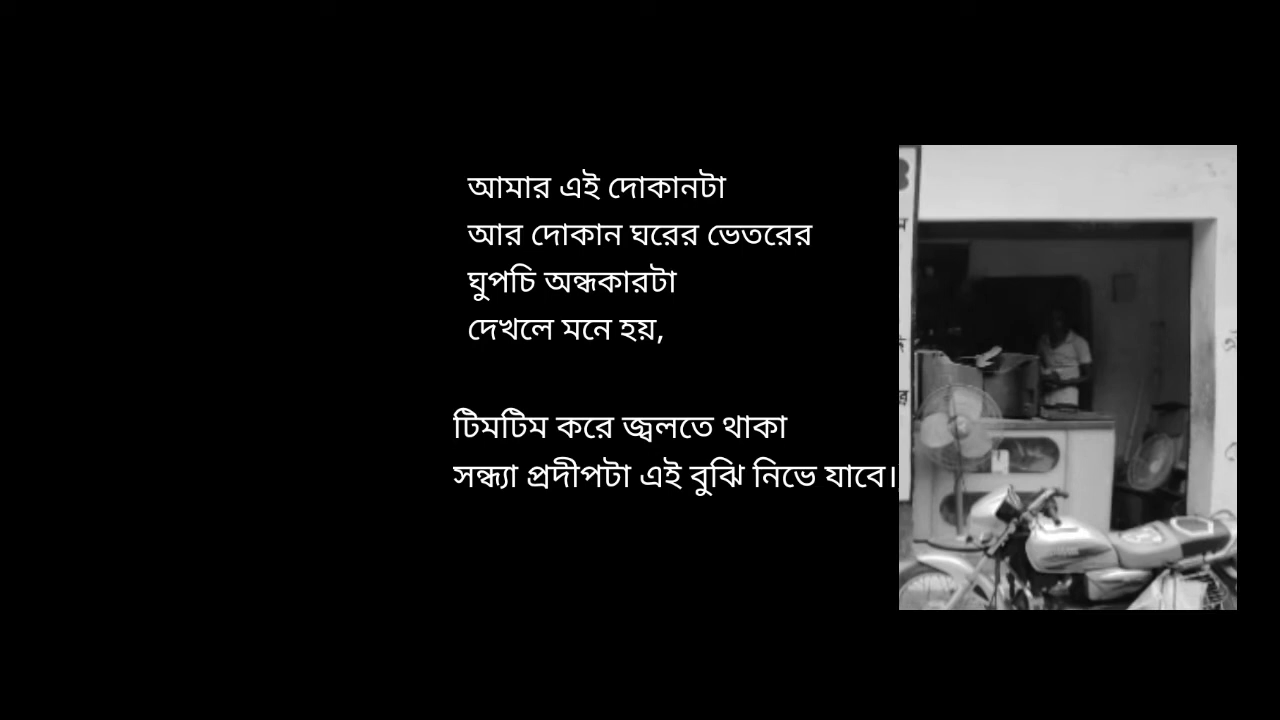 আমার এই দোকানটা
আর দোকান ঘরের ভেতরের
ঘুপচি অন্ধকারটা
দেখলে মনে হয়,
টিমটিম করে জ্বলতে থাকা
সন্ধ্যা প্রদীপটা এই বুঝি নিভে যাবে।